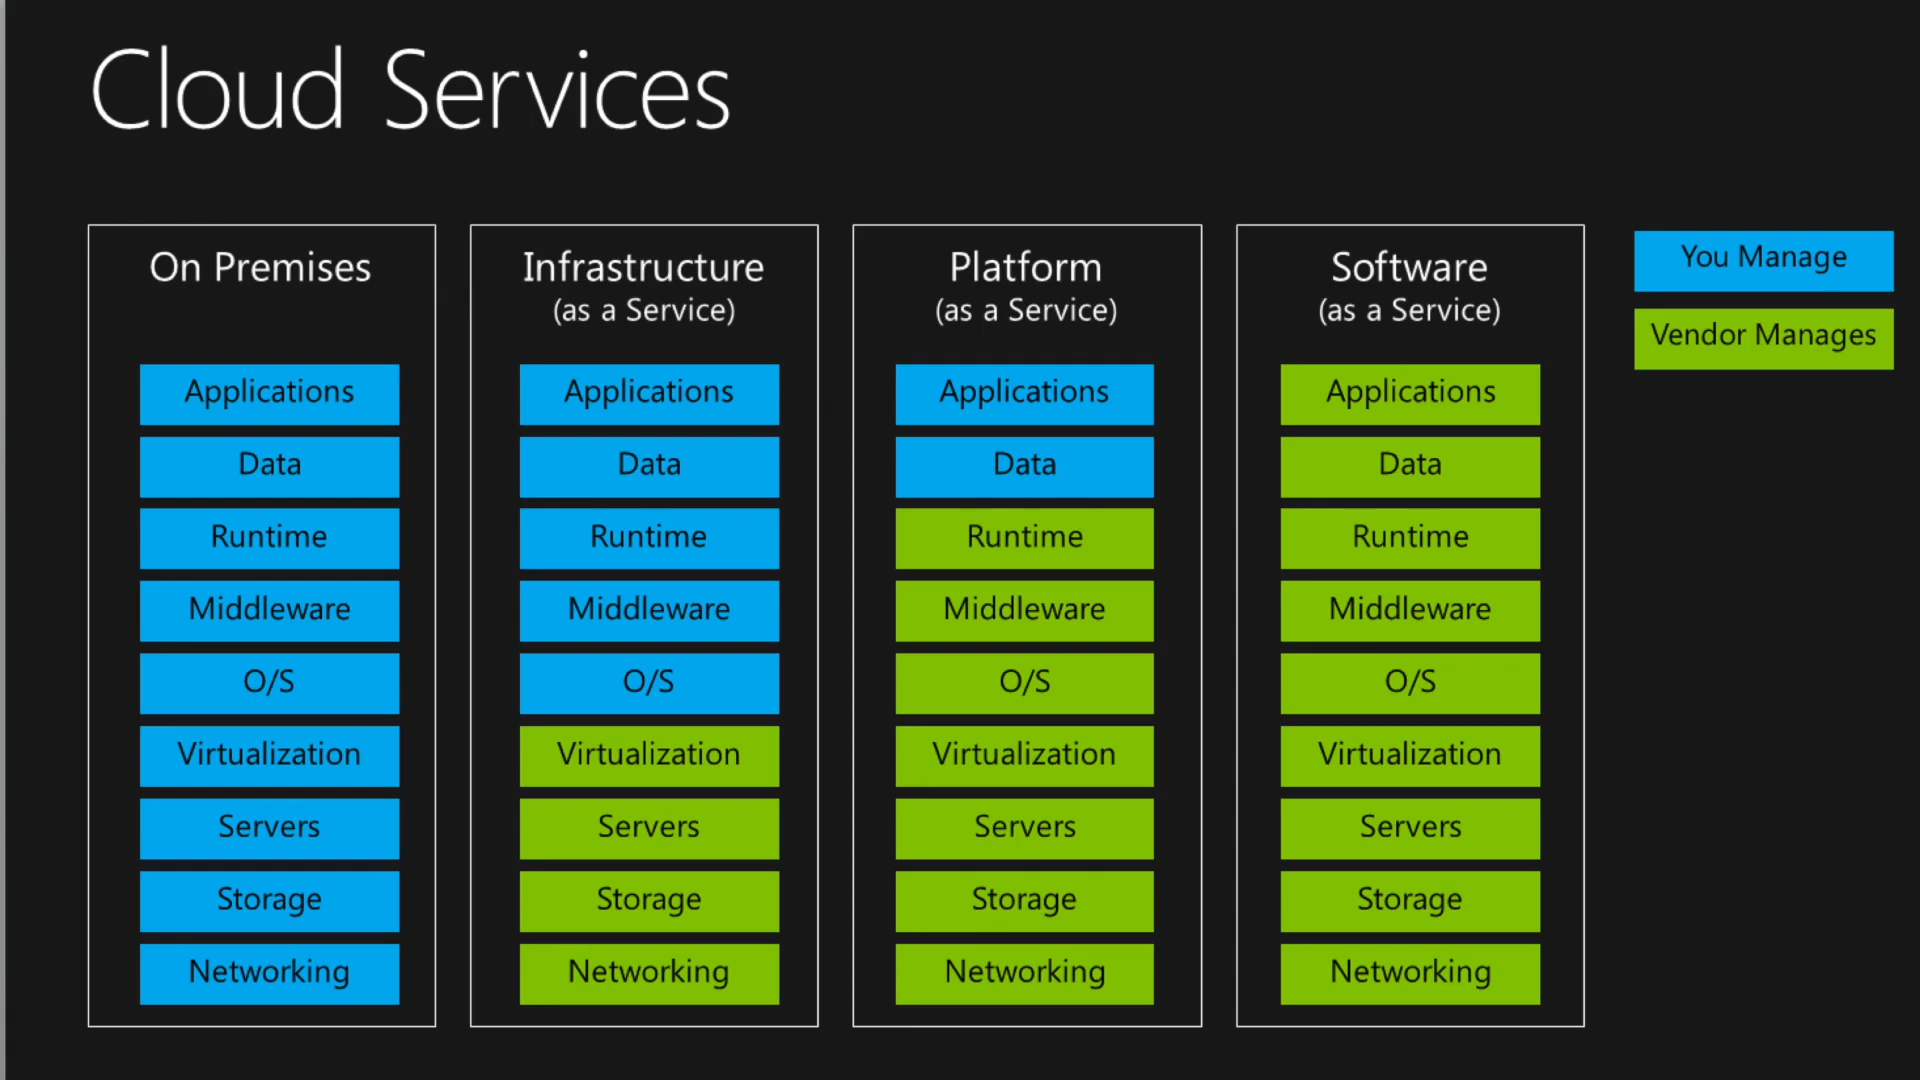 Cloud Services
On Premises
Applications
Data
Runtime
Middleware
O/S
Virtualization
Servers
Storage
Networking
Infrastructure
(as a Service)
Applications
Data
Runtime
Middleware
O/S
Virtualization
Servers
Storage
Networking
Platform
(as a Service)
Applications
Data
Runtime
Middleware
O/S
Virtualization
Servers
Storage
Networking
Software
(as a Service)
Applications
Data
Runtime
Middleware
O/S
Virtualization
Servers
Storage
Networking
You Manage
Vendor Manages